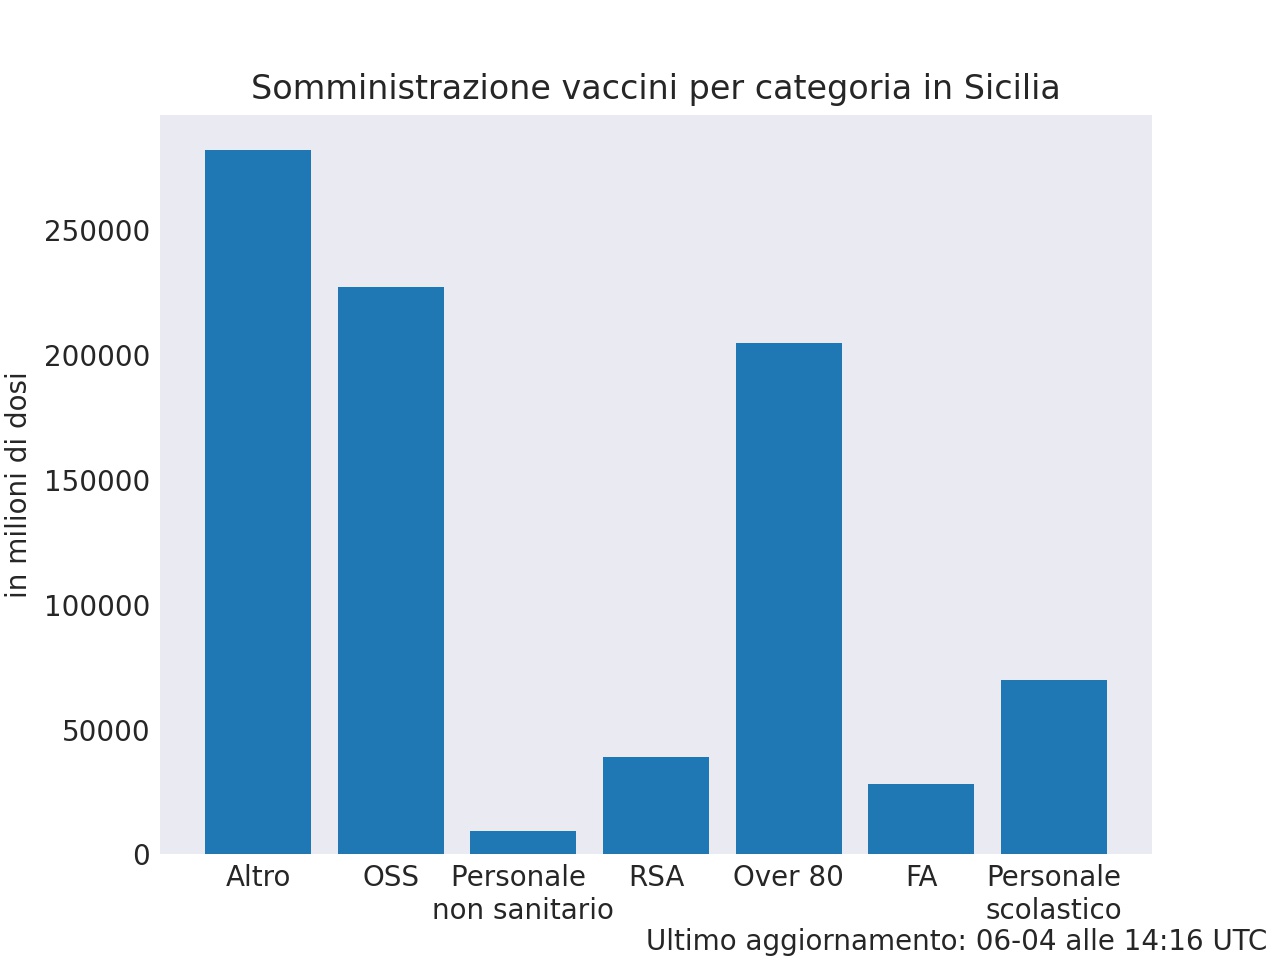 Somministrazione vaccini per categoria in Sicilia
in milioni di dosi
250000
200000
150000
100000
50000
0
Altro
OSS
Personale
non sanitario
RSA
Over 80
FA
Personale
scolastico
Ultimo aggiornamento: 06-04 alle 14:16 UTC